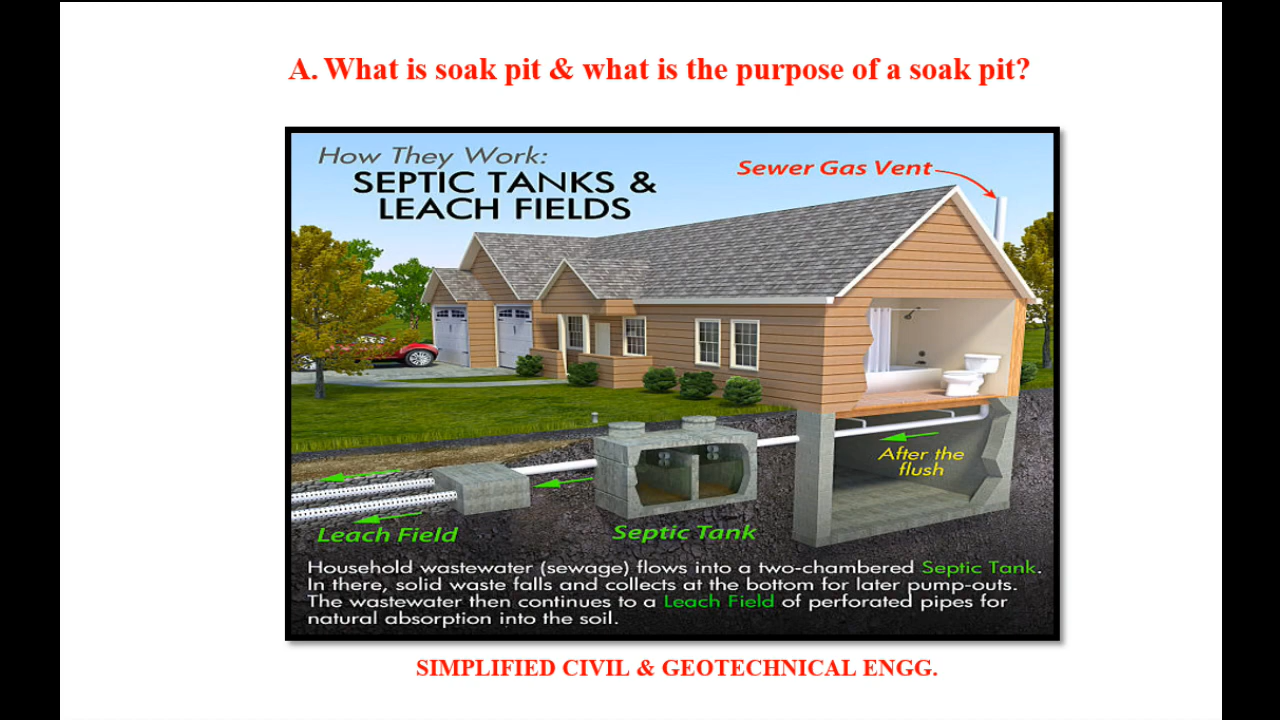 A. What is soak pit & what is the purpose of a soak pit?
How They Work:
SEPTIC TANKS &
LEACH FIELDS
Sewer Gas Vent
After the
flush
Leach Field
Septic Tank
Household wastewater (sewage) flows into a two-chambered Septic Tank.
In there, solid waste falls and collects at the bottom for later pump-outs.
The wastewater then continues to a Leach Field of perforated pipes for
natural absorption into the soil.
SIMPLIFIED CIVIL & GEOTECHNICAL ENGG.